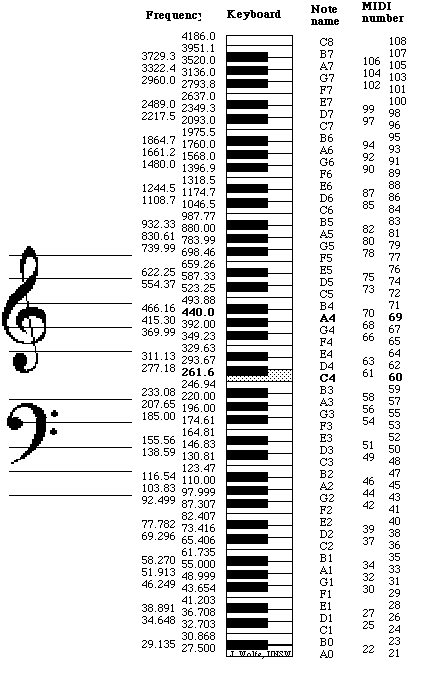 Frequency Keyboard Note name MIDI number
4186.0 C8 108
3951.1 B7 107
3729.3 106
3520.0 A7 105
3322.4 104
3136.0 G7 103
2960.0 102
2793.8 F7 101
2637.0 E7 100
2489.0 99
2349.3 D7 98
2217.5 97
2093.0 C7 96
1975.5 B6 95
1864.7 94
1760.0 A6 93
1661.2 92
1568.0 G6 91
1480.0 90
1396.9 F6 89
1318.5 E6 88
1244.5 87
1174.7 D6 86
1108.7 85
1046.5 C6 84
987.77 B5 83
932.33 82
880.00 A5 81
830.61 80
783.99 G5 79
739.99 78
698.46 F5 77
659.26 E5 76
622.25 75
587.33 D5 74
554.37 73
523.25 C5 72
493.88 B4 71
466.16 70
440.0 A4 69
415.30 68
392.00 G4 67
369.99 66
349.23 F4 65
329.63 E4 64
311.13 63
293.67 D4 62
277.18 61
261.6 C4 60
246.94 B3 59
233.08 58
220.00 A3 57
207.65 56
196.00 G3 55
185.00 54
174.61 F3 53
164.81 E3 52
155.56 51
146.83 D3 50
138.59 49
130.81 C3 48
123.47 B2 47
116.54 46
110.00 A2 45
103.83 44
97.999 G2 43
92.499 42
87.307 F2 41
82.407 E2 40
77.782 39
73.416 D2 38
69.296 37
65.406 C2 36
61.735 B1 35
58.270 34
55.000 A1 33
51.913 32
48.999 G1 31
46.249 30
43.654 F1 29
41.203 E1 28
38.891 27
36.708 D1 26
34.648 25
32.703 C1 24
30.868 B0 23
29.135 22
27.500 A0 21
J. Wolfe, UNSW